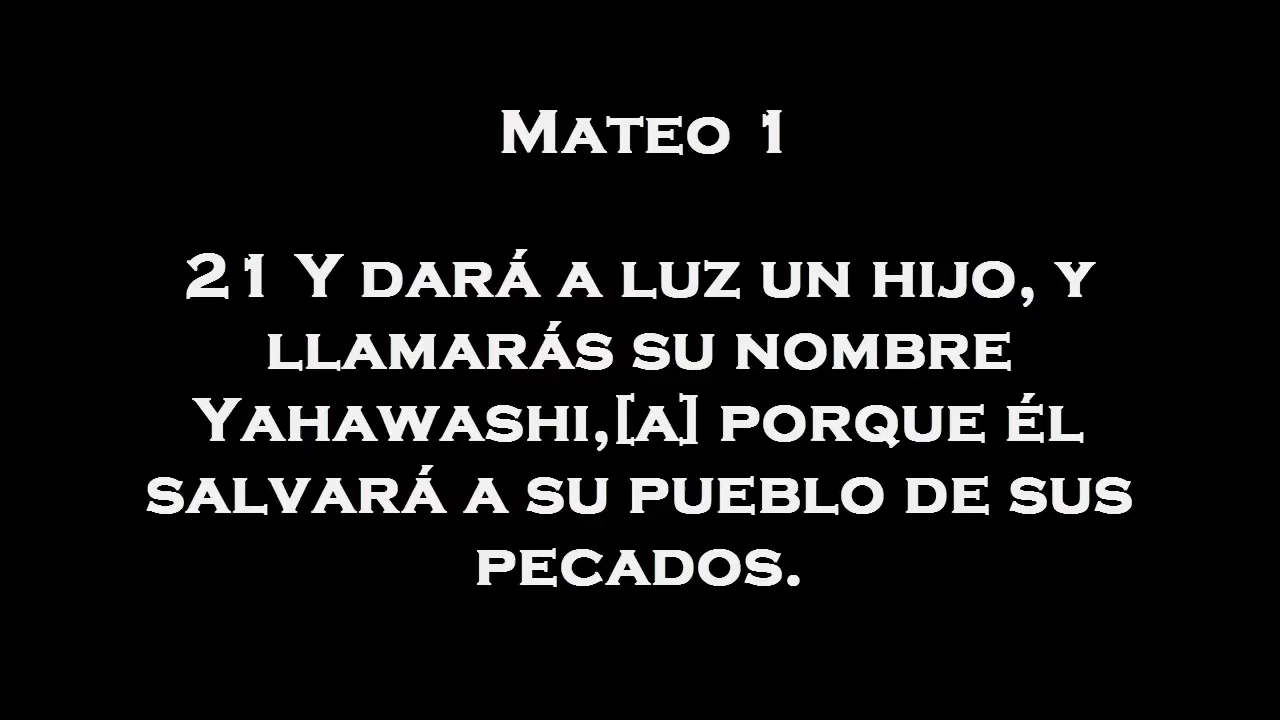 Mateo 1
21 Y dará a luz un hijo, y
llamarás su nombre
Yahawashi,[a] porque él
salvará a su pueblo de sus
pecados.